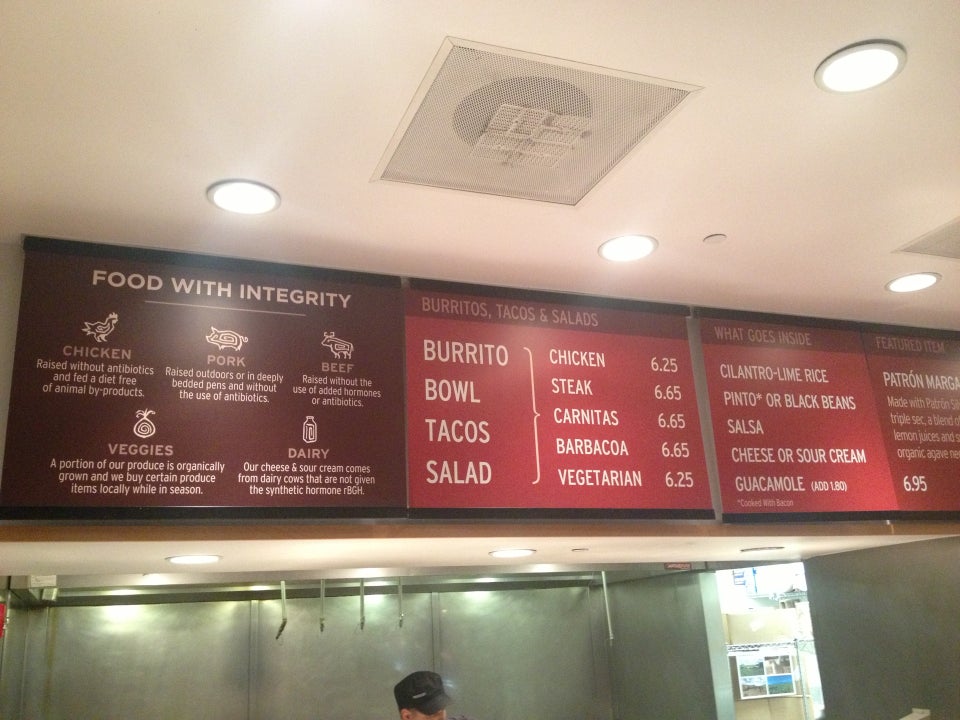 FOOD WITH INTEGRITY
CHICKEN
Raised without antibiotics
and fed a diet free
of animal by-products.
PORK
Raised outdoors or in deeply
bedded pens and without
the use of antibiotics.
BEEF
Raised without the
use of added hormones
or antibiotics.
VEGGIES
A portion of our produce is organically
grown and we buy certain produce
items locally while in season.
DAIRY
Our cheese & sour cream comes
from dairy cows that are not given
the synthetic hormone rBGH.
BURRITOS, TACOS & SALADS
BURRITO
BOWL
TACOS
SALAD
CHICKEN 6.25
STEAK 6.65
CARNITAS 6.65
BARBACOA 6.65
VEGETARIAN 6.25
WHAT GOES INSIDE
CILANTRO-LIME RICE
PINTO* OR BLACK BEANS
SALSA
CHEESE OR SOUR CREAM
GUACAMOLE (ADD 1.80)
*Cooked With Bacon
FEATURED ITEM
PATRÓN MARGA
Made with Patrón Sil
triple sec, a blend of
lemon juices and
organic agave ne
6.95